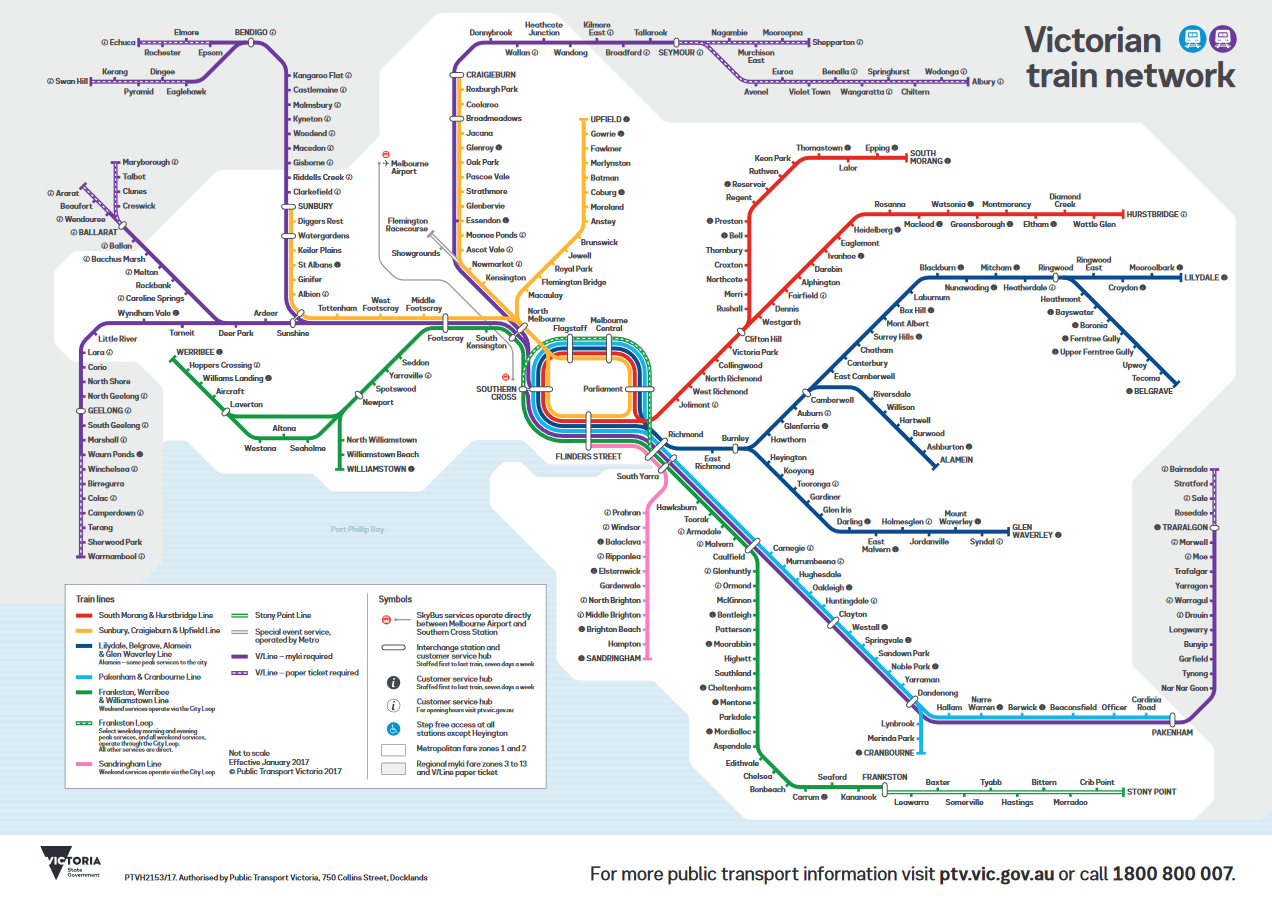 Victorian
train network
Echuca
Elmore
Rochester
Epsom
BENDIGO
Swan Hill
Kerang
Dingee
Pyramid
Eaglehawk
Kangaroo Flat
Castlemaine
Malmsbury
Kyneton
Woodend
Macedon
Gisborne
Riddells Creek
Clarkefield
SUNBURY
Diggers Rest
Watergardens
Keilor Plains
St Albans
Ginifer
Albion
Maryborough
Talbot
Clunes
Creswick
Ararat
Beaufort
Wendouree
BALLARAT
Ballan
Bacchus Marsh
Melton
Rockbank
Caroline Springs
Wyndham Vale
Tarneit
Deer Park
Ardeer
Sunshine
Tottenham
West
Footscray
Middle
Footscray
Footscray
South
Kensington
Little River
Lara
Corio
North Shore
North Geelong
GEELONG
South Geelong
Marshall
Waurn Ponds
Winchelsea
Birregurra
Colac
Camperdown
Terang
Sherwood Park
Warrnambool
WERRIBEE
Hoppers Crossing
Williams Landing
Aircraft
Laverton
Altona
Westona
Seaholme
Seddon
Yarraville
Spotswood
Newport
North Williamstown
Williamstown Beach
WILLIAMSTOWN
Donnybrook
Heathcote
Junction
Kilmore
East
Tallarook
Wallan
Wandong
Broadford
SEYMOUR
Nagambie
Mooroopna
Shepparton
Murchison
East
Euroa
Benalla
Springhurst
Wodonga
Albury
Avenel
Violet Town
Wangaratta
Chiltern
CRAIGIEBURN
Roxburgh Park
Coolaroo
Broadmeadows
Jacana
Glenroy
Oak Park
Pascoe Vale
Strathmore
Glenbervie
Essendon
Moonee Ponds
Ascot Vale
Newmarket
Kensington
Melbourne
Airport
Flemington
Racecourse
Showgrounds
UPFIELD
Gowrie
Fawkner
Merlynston
Batman
Coburg
Moreland
Anstey
Brunswick
Jewell
Royal Park
Flemington Bridge
Macaulay
North
Melbourne
Flagstaff
Melbourne
Central
Parliament
SOUTHERN
CROSS
FLINDERS STREET
Thomastown
Epping
SOUTH
MORANG
Lalor
Keon Park
Ruthven
Reservoir
Regent
Preston
Bell
Thornbury
Croxton
Northcote
Merri
Rushall
Rosanna
Watsonia
Montmorency
Diamond
Creek
HURSTBRIDGE
Macleod
Greensborough
Eltham
Wattle Glen
Heidelberg
Eaglemont
Ivanhoe
Darebin
Alphington
Fairfield
Dennis
Westgarth
Clifton Hill
Victoria Park
Collingwood
North Richmond
West Richmond
Jolimont
Blackburn
Mitcham
Ringwood
Ringwood
East
Mooroolbark
LILYDALE
Nunawading
Heatherdale
Croydon
Laburnum
Box Hill
Mont Albert
Surrey Hills
Chatham
Canterbury
East Camberwell
Camberwell
Auburn
Glenferrie
Hawthorn
Heathmont
Bayswater
Boronia
Ferntree Gully
Upper Ferntree Gully
Upwey
Tecoma
BELGRAVE
Riversdale
Willison
Hartwell
Burwood
Ashburton
ALAMEIN
Richmond
East
Richmond
Burnley
Heyington
Kooyong
Tooronga
Gardiner
Glen Iris
Darling
Holmesglen
Mount
Waverley
GLEN
WAVERLEY
East
Malvern
Jordanville
Syndal
South Yarra
Prahran
Windsor
Balaclava
Ripponlea
Elsternwick
Gardenvale
North Brighton
Middle Brighton
Brighton Beach
Hampton
SANDRINGHAM
Hawksburn
Toorak
Armadale
Malvern
Caulfield
Glenhuntly
Ormond
McKinnon
Bentleigh
Patterson
Moorabbin
Highett
Southland
Cheltenham
Mentone
Parkdale
Mordialloc
Aspendale
Edithvale
Chelsea
Bonbeach
Carrum
Seaford
Kananook
FRANKSTON
Leawarra
Baxter
Somerville
Tyabb
Hastings
Bittern
Morradoo
Crib Point
STONY POINT
Carnegie
Murrumbeena
Hughesdale
Oakleigh
Huntingdale
Clayton
Westall
Springvale
Sandown Park
Noble Park
Yarraman
Dandenong
Lynbrook
Merinda Park
CRANBOURNE
Hallam
Narre
Warren
Berwick
Beaconsfield
Officer
Cardinia
Road
PAKENHAM
Bairnsdale
Stratford
Sale
Rosedale
TRARALGON
Morwell
Moe
Trafalgar
Yarragon
Warragul
Drouin
Longwarry
Bunyip
Garfield
Tynong
Nar Nar Goon
Port Phillip Bay
Train lines
South Morang & Hurstbridge Line
Sunbury, Craigieburn & Upfield Line
Lilydale, Belgrave, Alamein
& Glen Waverley Line
Alamein – some peak services to the city
Pakenham & Cranbourne Line
Frankston, Werribee
& Williamstown Line
Weekend services operate via the City Loop
Frankston Loop
Select weekday morning and evening
peak services, and all weekend services,
operate through the City Loop.
All other services are direct.
Sandringham Line
Weekend services operate via the City Loop
Stony Point Line
Special event service,
operated by Metro
V/Line – myki required
V/Line – paper ticket required
Not to scale
Effective January 2017
© Public Transport Victoria 2017
Symbols
SkyBus services operate directly
between Melbourne Airport and
Southern Cross Station
Interchange station and
customer service hub
Staffed first to last train, seven days a week
Customer service hub
Staffed first to last train, seven days a week
Customer service hub
For opening hours visit ptv.vic.gov.au
Step free access at all
stations except Heyington
Metropolitan fare zones 1 and 2
Regional myki fare zones 3 to 13
and V/Line paper ticket
VICTORIA
State
Government
PTVH2153/17. Authorised by Public Transport Victoria, 750 Collins Street, Docklands
For more public transport information visit ptv.vic.gov.au or call 1800 800 007.